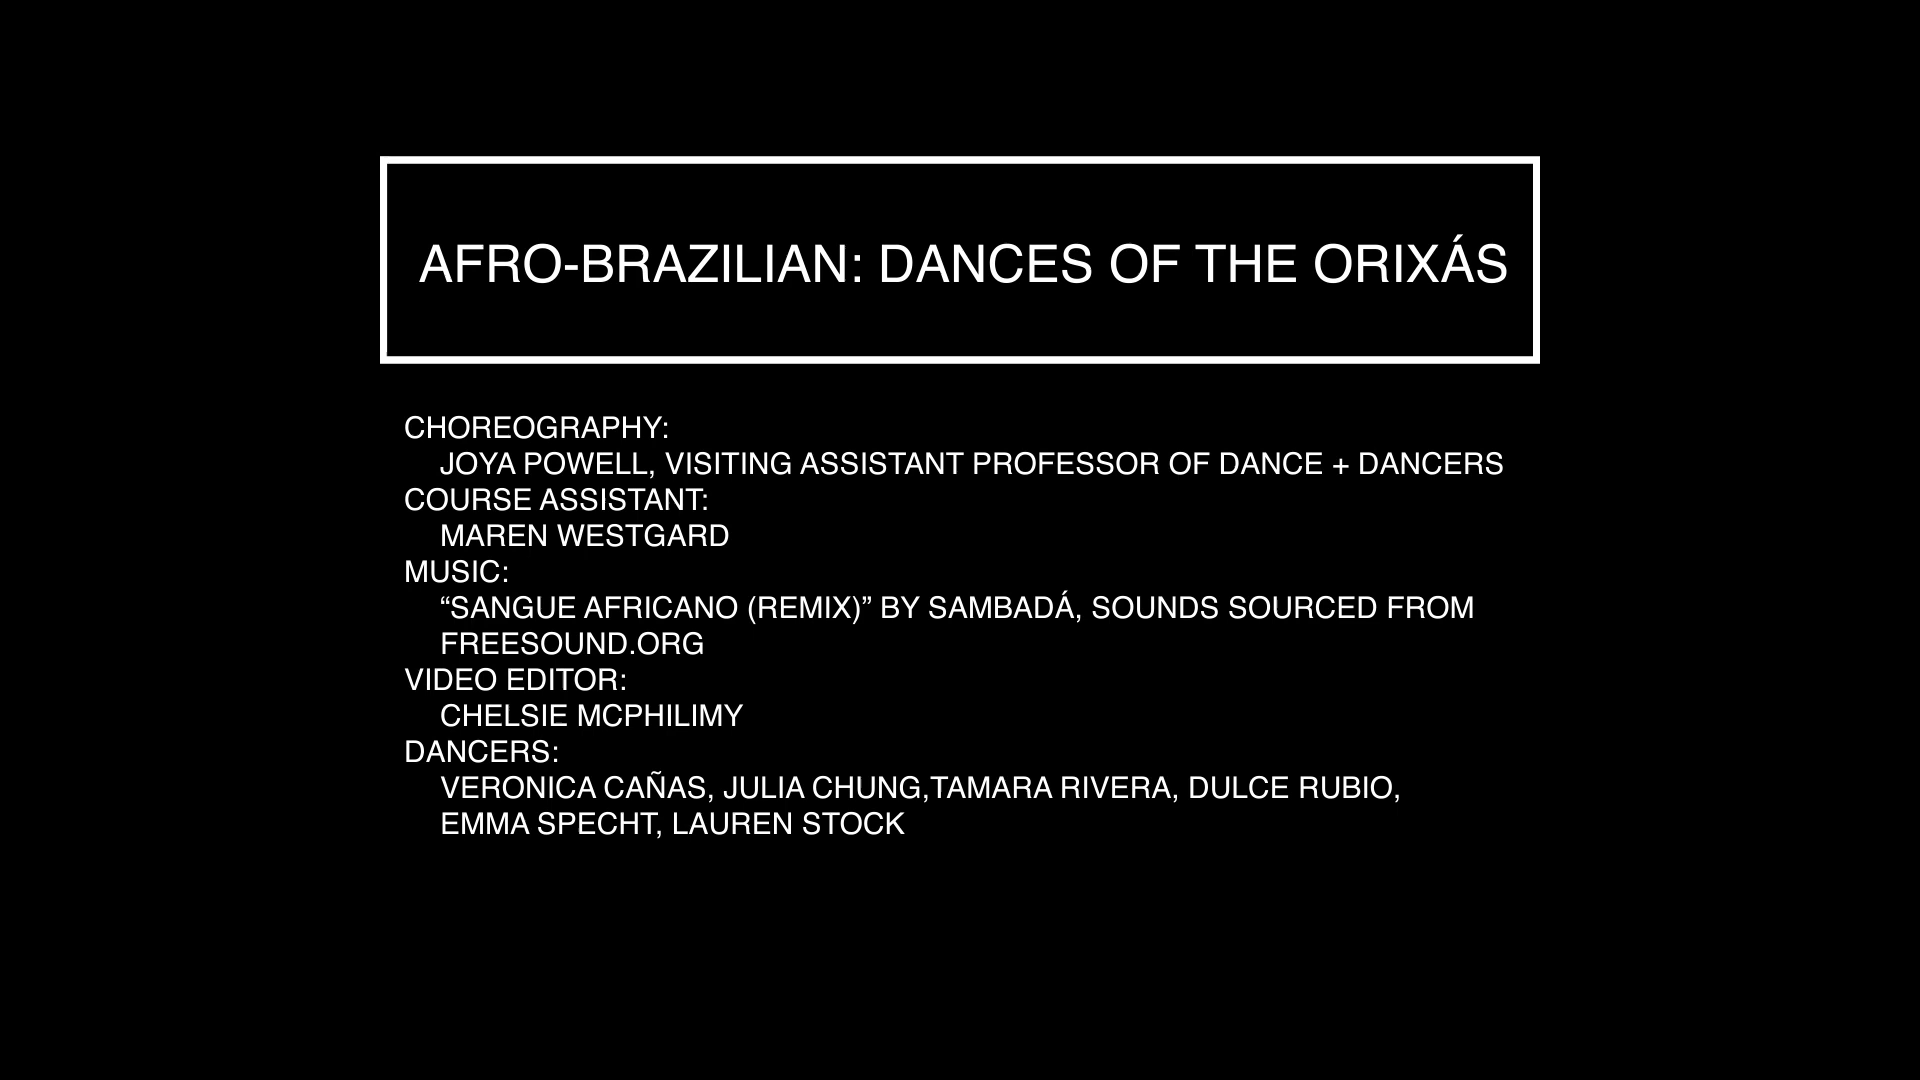 AFRO-BRAZILIAN: DANCES OF THE ORIXÁS
CHOREOGRAPHY:
JOYA POWELL, VISITING ASSISTANT PROFESSOR OF DANCE + DANCERS
COURSE ASSISTANT:
MAREN WESTGARD
MUSIC:
“SANGUE AFRICANO (REMIX)” BY SAMBADÁ, SOUNDS SOURCED FROM
FREESOUND.ORG
VIDEO EDITOR:
CHELSIE MCPHILIMY
DANCERS:
VERONICA CAÑAS, JULIA CHUNG,TAMARA RIVERA, DULCE RUBIO,
EMMA SPECHT, LAUREN STOCK